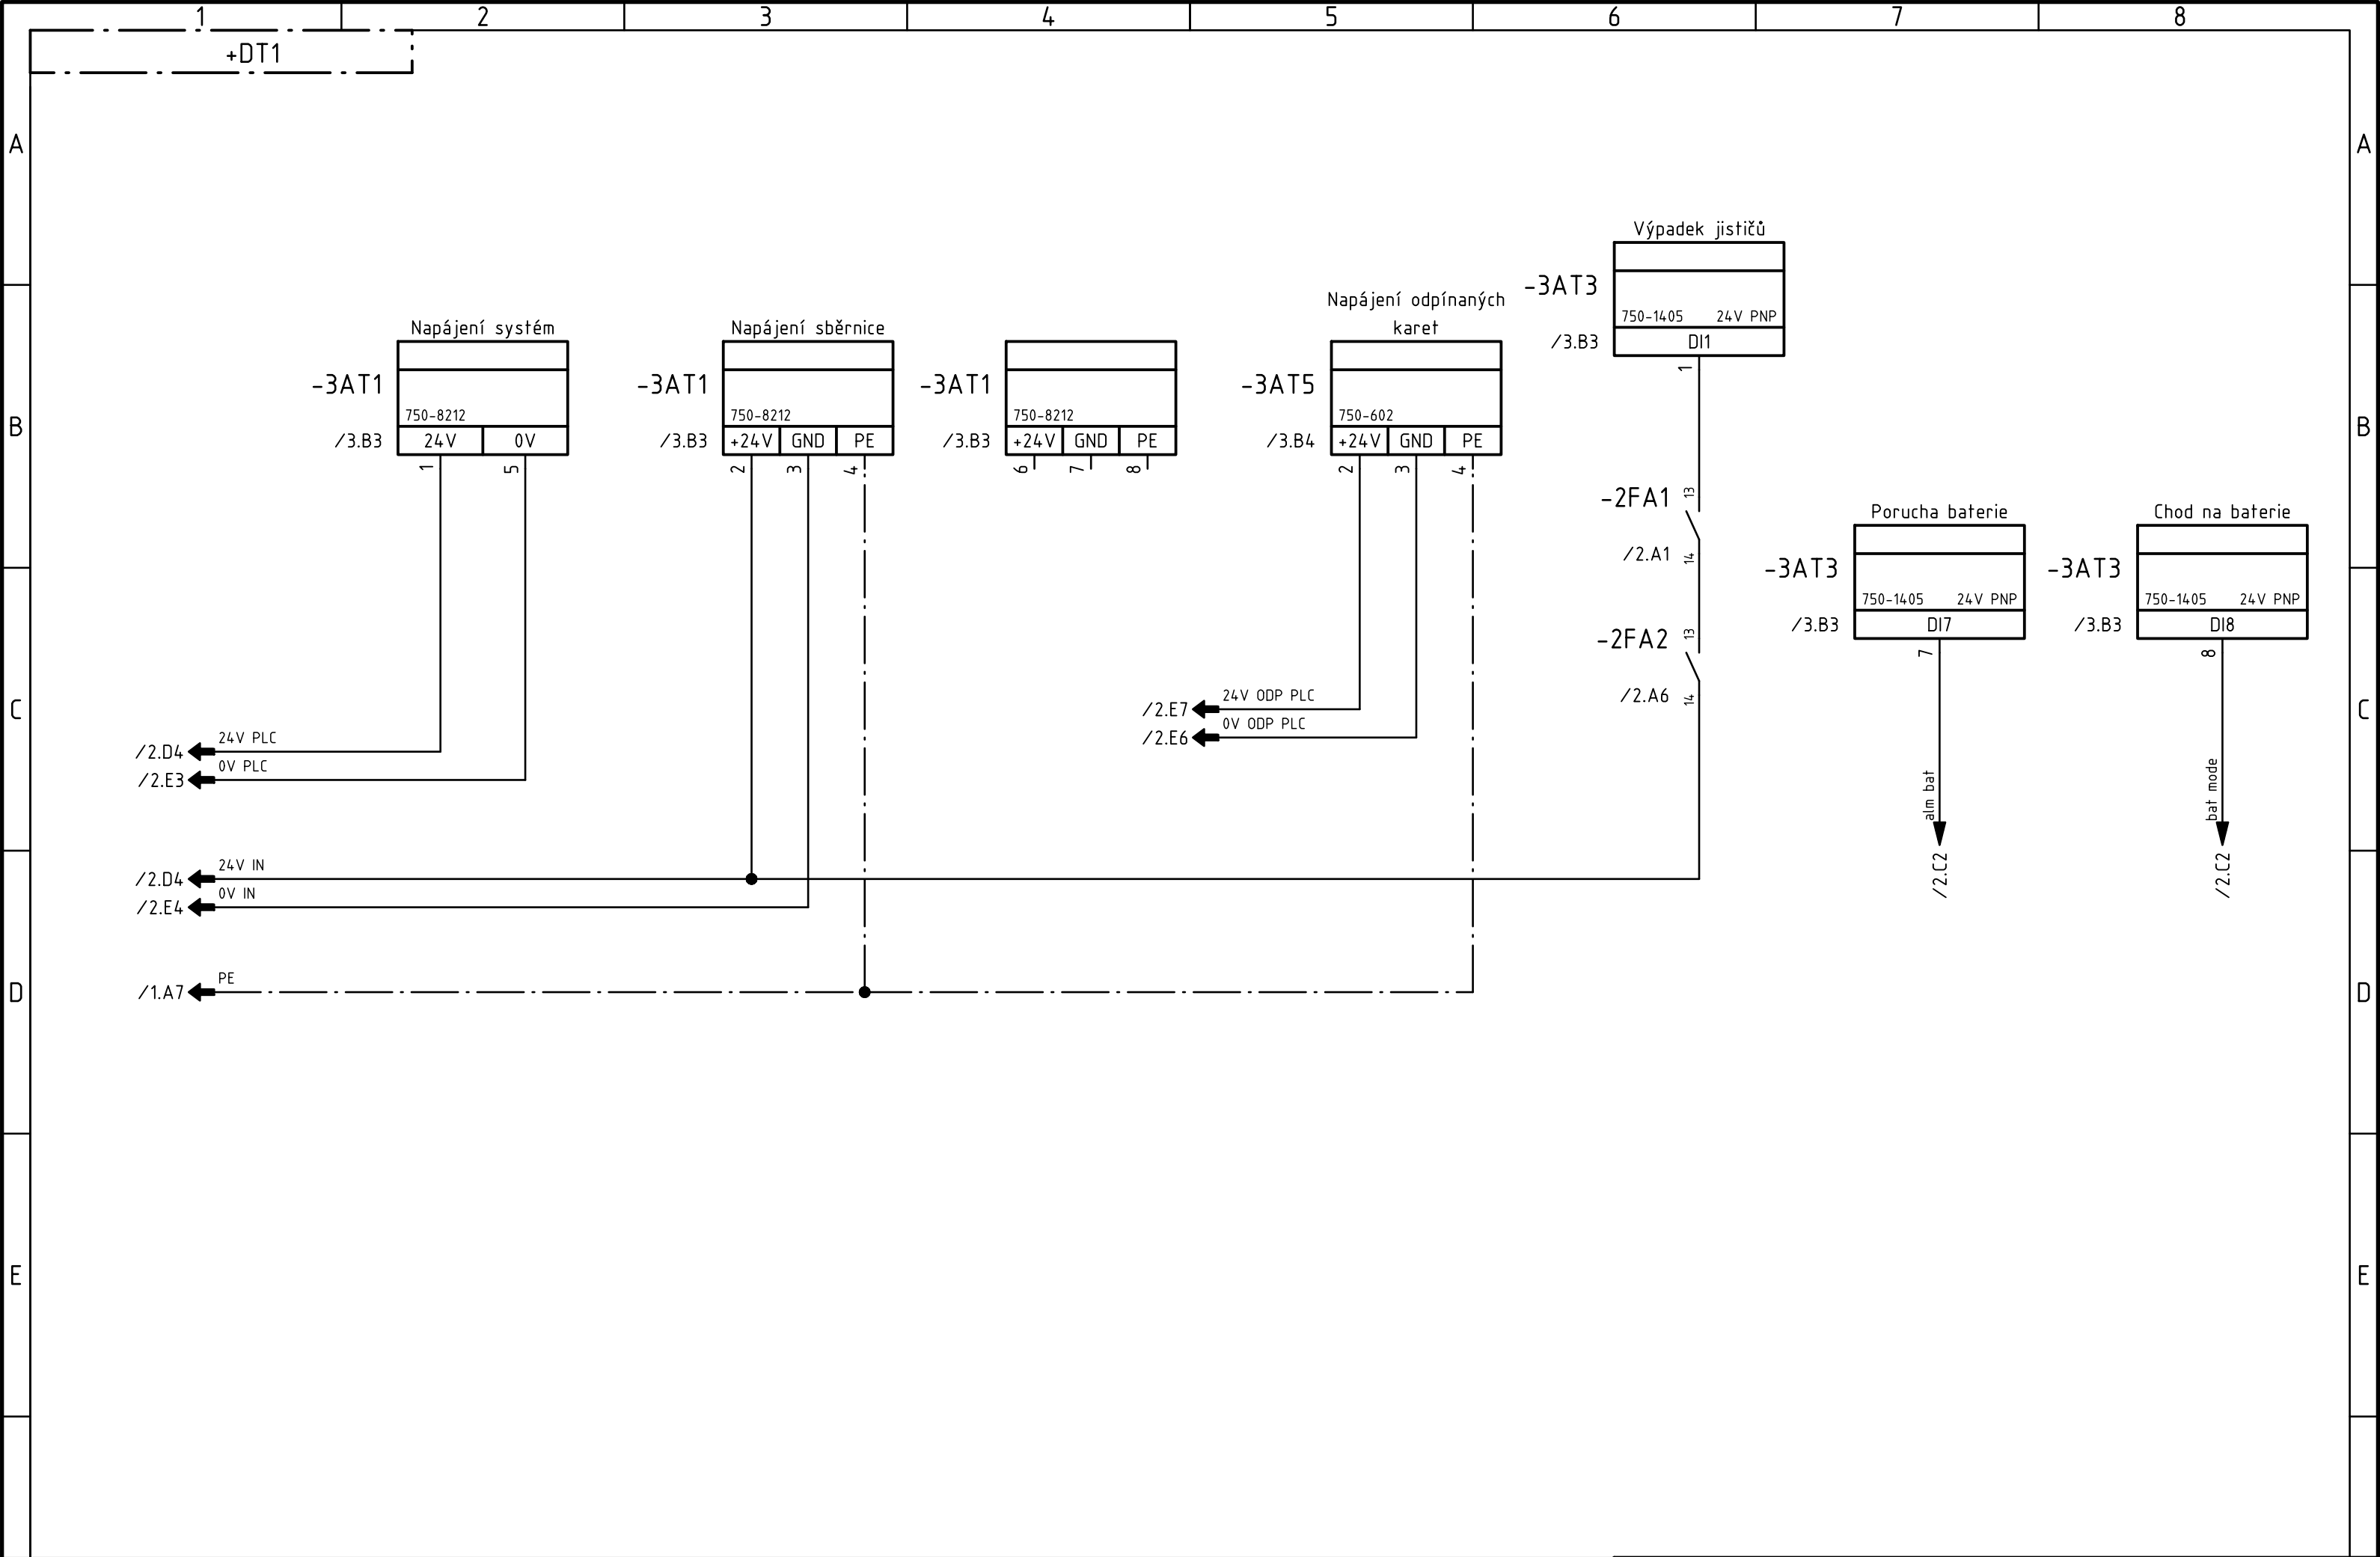 1 2 3 4 5 6 7 8
+DT1
A A
Výpadek jističů
-3AT3
750-1405 24V PNP
/3.B3 DI1
1
Napájení systém
-3AT1
750-8212
/3.B3 24V 0V
1 5
Napájení sběrnice
-3AT1
750-8212
/3.B3 +24V GND PE
2 3 4
-3AT1
750-8212
/3.B3 +24V GND PE
6 7 8
Napájení odpínaných
karet
-3AT5
750-602
/3.B4 +24V GND PE
2 3 4
B B
-2FA1 13
/2.A1 14
-2FA2 13
/2.A6 14
Porucha baterie
-3AT3
750-1405 24V PNP
/3.B3 DI7
7
alm bat
/2.C2
Chod na baterie
-3AT3
750-1405 24V PNP
/3.B3 DI8
8
bat mode
/2.C2
C C
/2.E7 24V ODP PLC
/2.E6 0V ODP PLC
/2.D4 24V PLC
/2.E3 0V PLC
/2.D4 24V IN
/2.E4 0V IN
D D
/1.A7 PE
E E